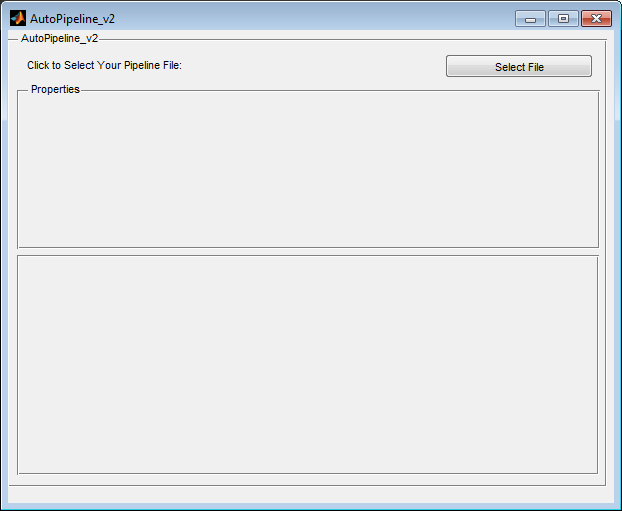 AutoPipeline_v2
AutoPipeline_v2
Click to Select Your Pipeline File:
Select File
Properties